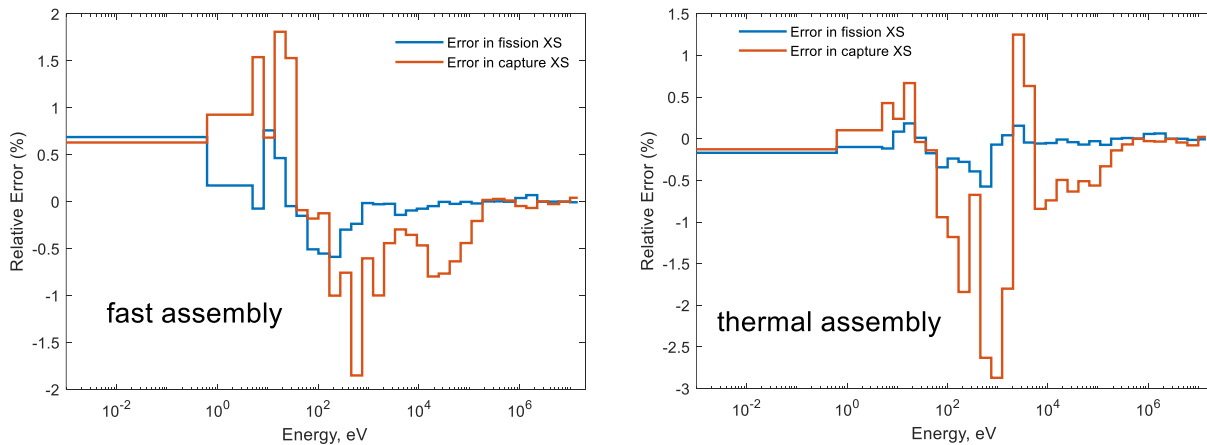 2
1.5
1
0.5
0
-0.5
-1
-1.5
-2
Relative Error (%)
Error in fission XS
Error in capture XS
fast assembly
10^-2
10^0
10^2
10^4
10^6
Energy, eV
1.5
1
0.5
0
-0.5
-1
-1.5
-2
-2.5
-3
Relative Error (%)
Error in fission XS
Error in capture XS
thermal assembly
10^-2
10^0
10^2
10^4
10^6
Energy, eV